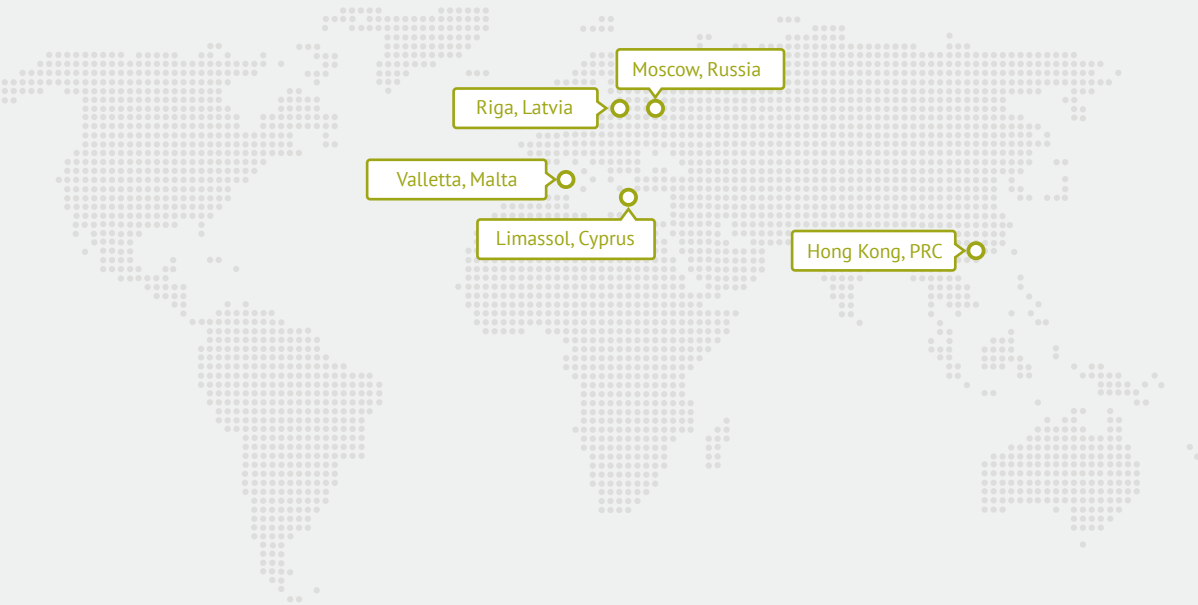 Moscow, Russia
Riga, Latvia
Valletta, Malta
Limassol, Cyprus
Hong Kong, PRC